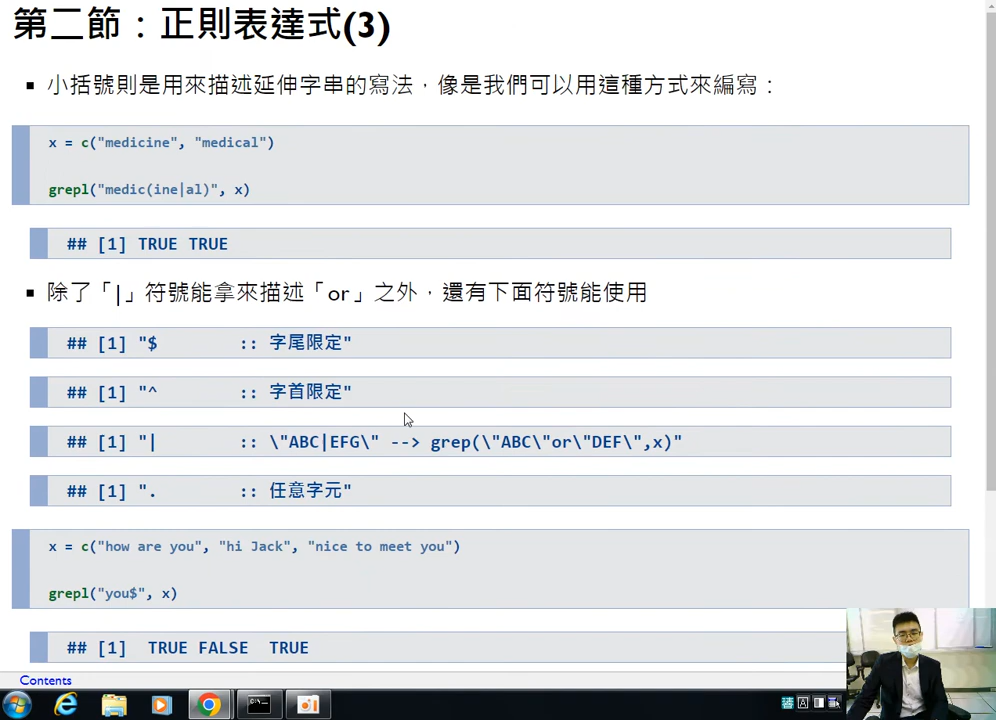 第二節：正則表達式(3)
▪ 小括號則是用來描述延伸字串的寫法，像是我們可以用這種方式來編寫：
x = c("medicine", "medical")
grepl("medic(ine|al)", x)
## [1] TRUE TRUE
▪ 除了「|」符號能拿來描述「or」之外，還有下面符號能使用
## [1] "$        :: 字尾限定"
## [1] "^        :: 字首限定"
## [1] "|        :: \"ABC|EFG\" --> grep(\"ABC\"or\"DEF\",x)"
## [1] ".        :: 任意字元"
x = c("how are you", "hi Jack", "nice to meet you")
grepl("you$", x)
## [1]  TRUE FALSE  TRUE
Contents